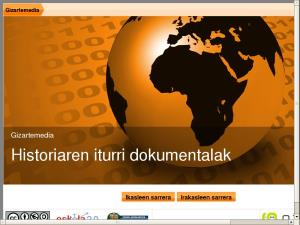 Gizartemedia
Gizartemedia
Historiaren iturri dokumentalak
Ikasleen sarrera
Irakasleen sarrera